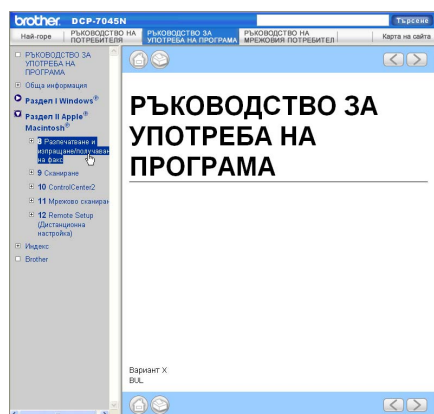 brother. DCP-7045N
Търсене
Най-горе
РЪКОВОДСТВО НА
ПОТРЕБИТЕЛЯ
РЪКОВОДСТВО ЗА
УПОТРЕБА НА ПРОГРАМА
РЪКОВОДСТВО НА
МРЕЖОВИЯ ПОТРЕБИТЕЛ
Карта на сайта
РЪКОВОДСТВО ЗА
УПОТРЕБА НА
ПРОГРАМА
Обща информация
Раздел I Windows®
Раздел II Apple®
Macintosh®
8 Разпечатване и
изпращане/получаван
на факс
9 Сканиране
10 ControlCenter2
11 Мрежово сканиран
12 Remote Setup
(Дистанционна
настройка)
Индекс
Brother
РЪКОВОДСТВО ЗА
УПОТРЕБА НА
ПРОГРАМА
Вариант X
BUL